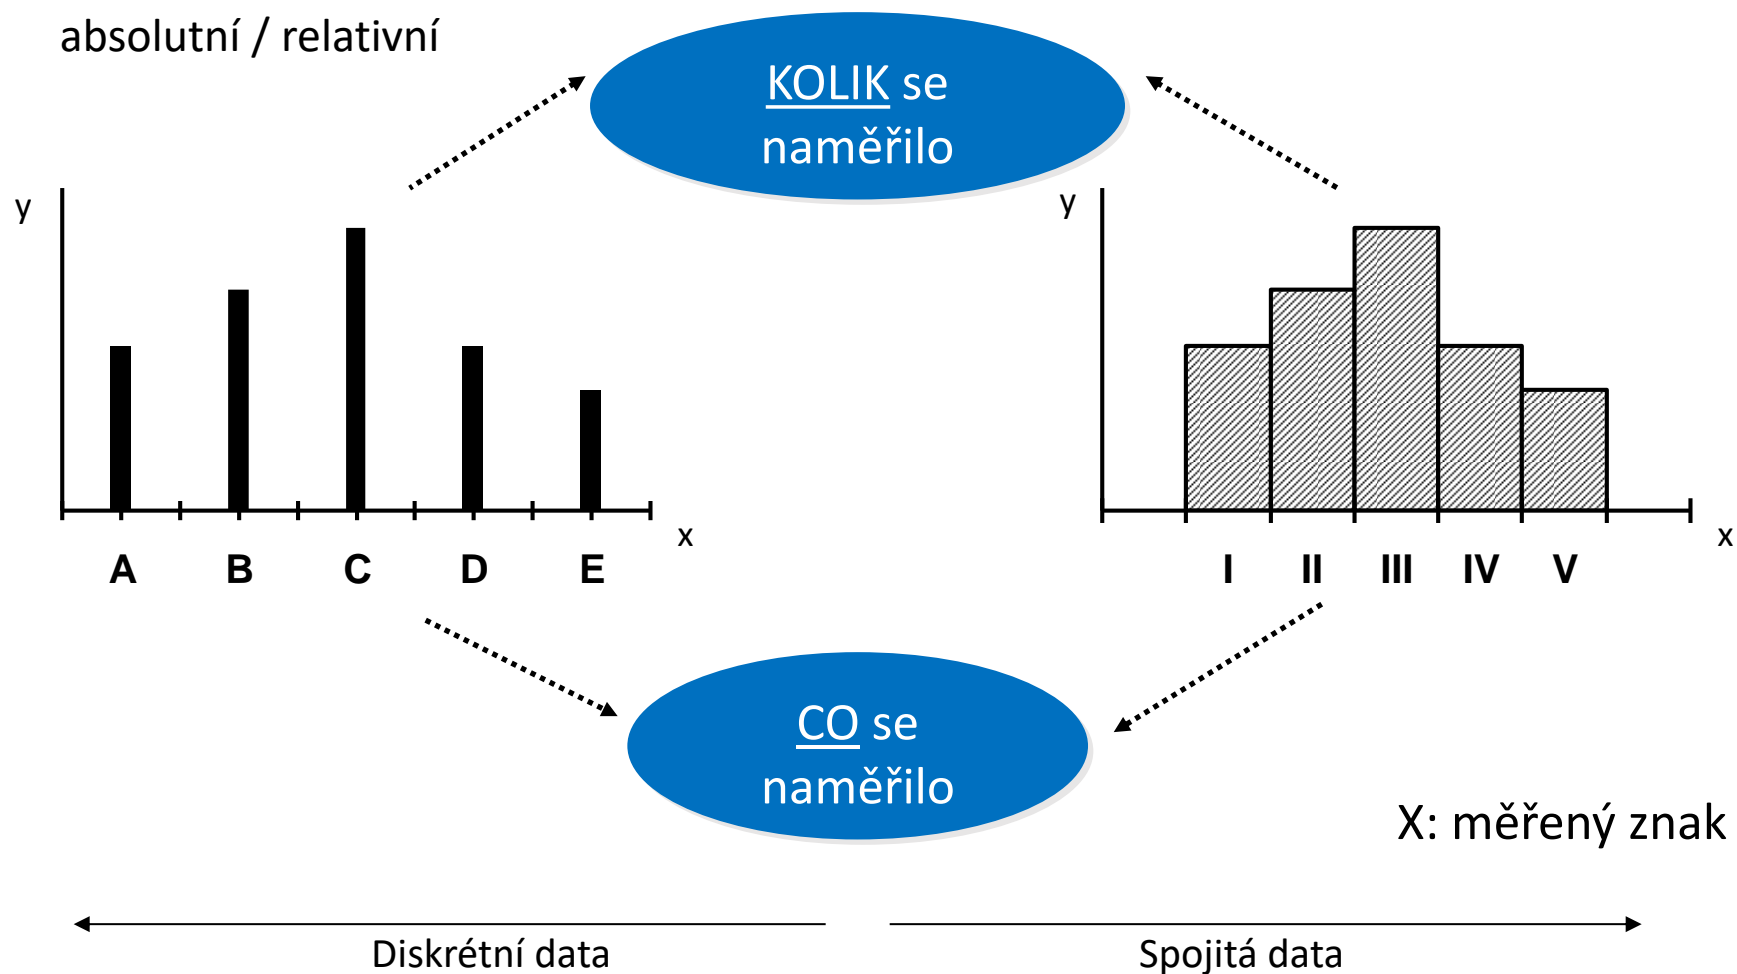 absolutní / relativní
KOLIK se
naměřilo
y
x
A B C D E
y
x
I II III IV V
CO se
naměřilo
X: měřený znak
Diskrétní data
Spojitá data